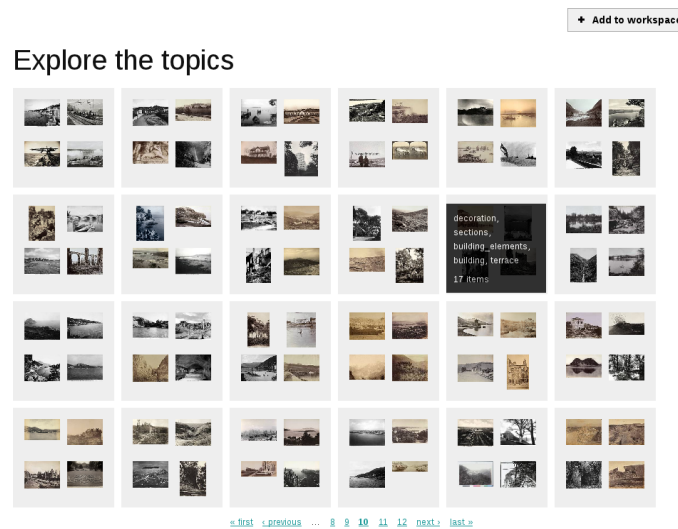 + Add to workspace
Explore the topics
decoration,
sections,
building_elements,
building, terrace
17 items
« first ‹ previous … 8 9 10 11 12 next › last »